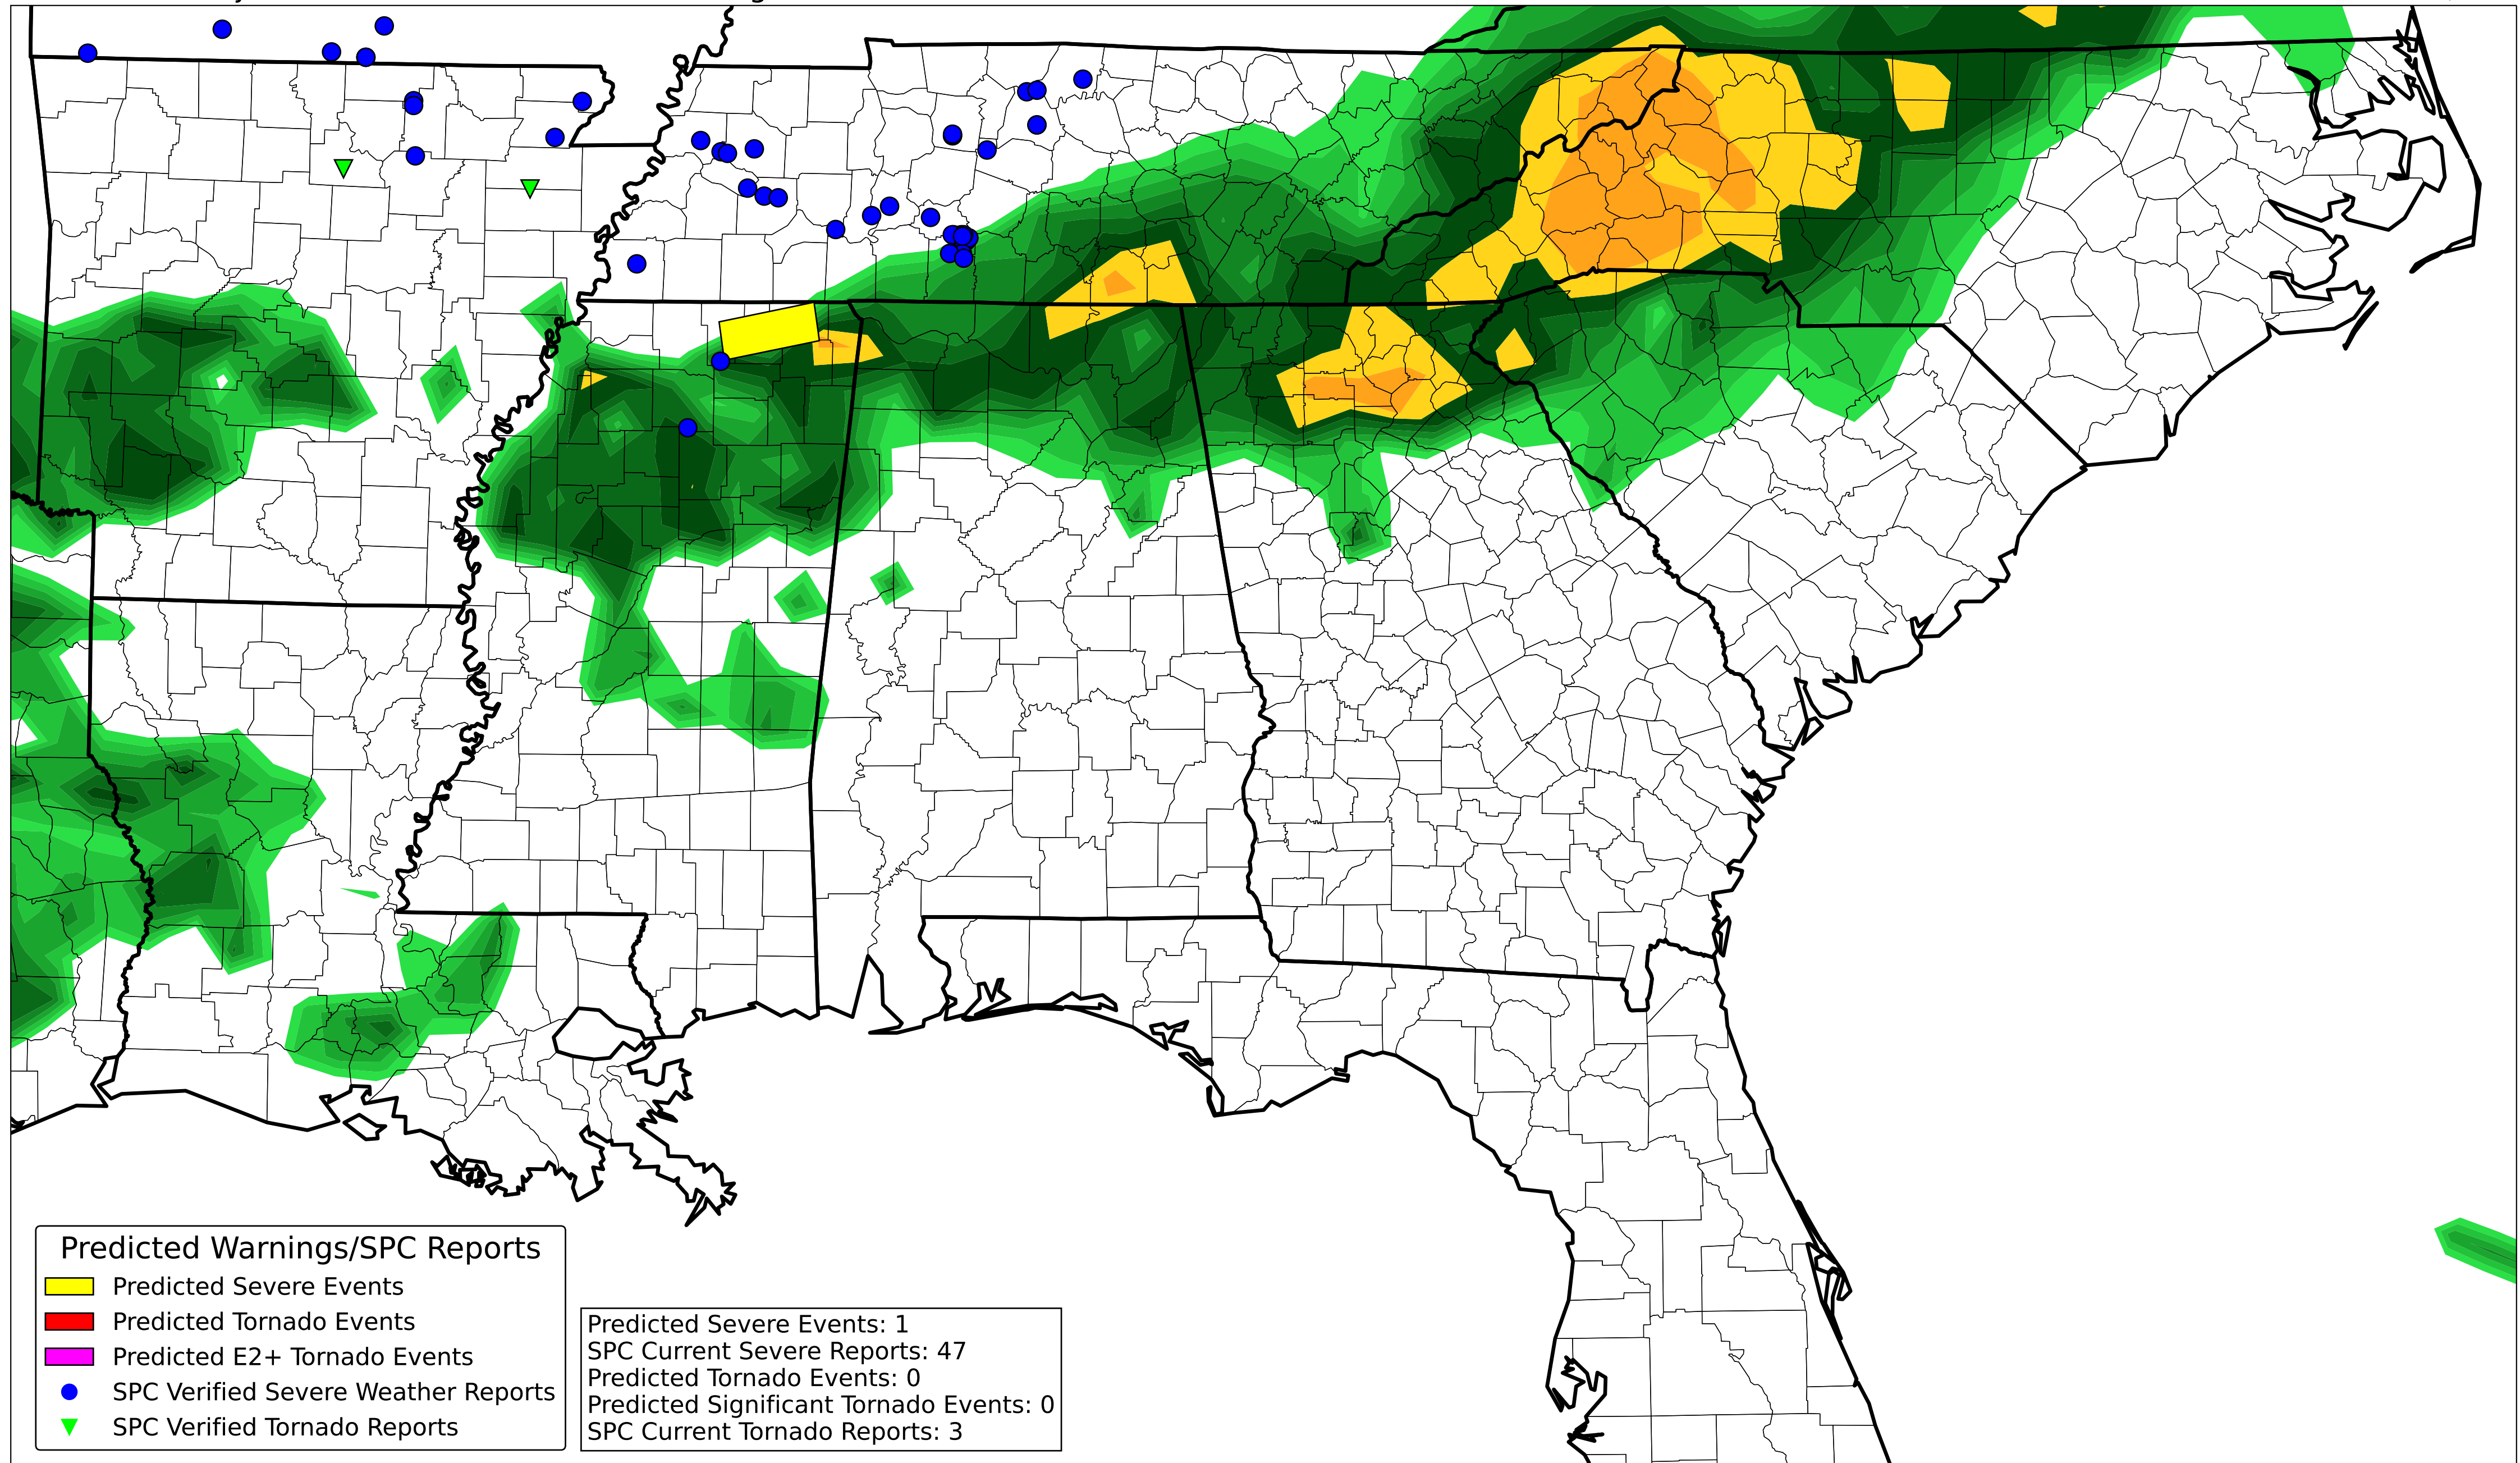 Predicted Warnings/SPC Reports
Predicted Severe Events
Predicted Tornado Events
Predicted E2+ Tornado Events
SPC Verified Severe Weather Reports
SPC Verified Tornado Reports
Predicted Severe Events: 1
SPC Current Severe Reports: 47
Predicted Tornado Events: 0
Predicted Significant Tornado Events: 0
SPC Current Tornado Reports: 3